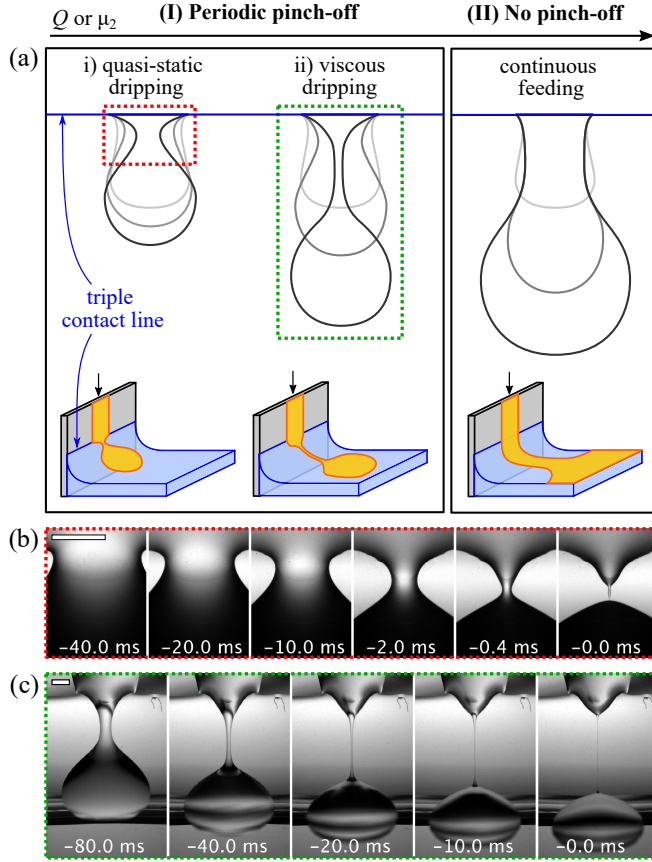 Q or μ2
(I) Periodic pinch-off
(II) No pinch-off
(a)
i) quasi-static
dripping
ii) viscous
dripping
continuous
feeding
triple
contact line
(b)
−40.0 ms
−20.0 ms
−10.0 ms
−2.0 ms
−0.4 ms
−0.0 ms
(c)
−80.0 ms
−40.0 ms
−20.0 ms
−10.0 ms
−0.0 ms